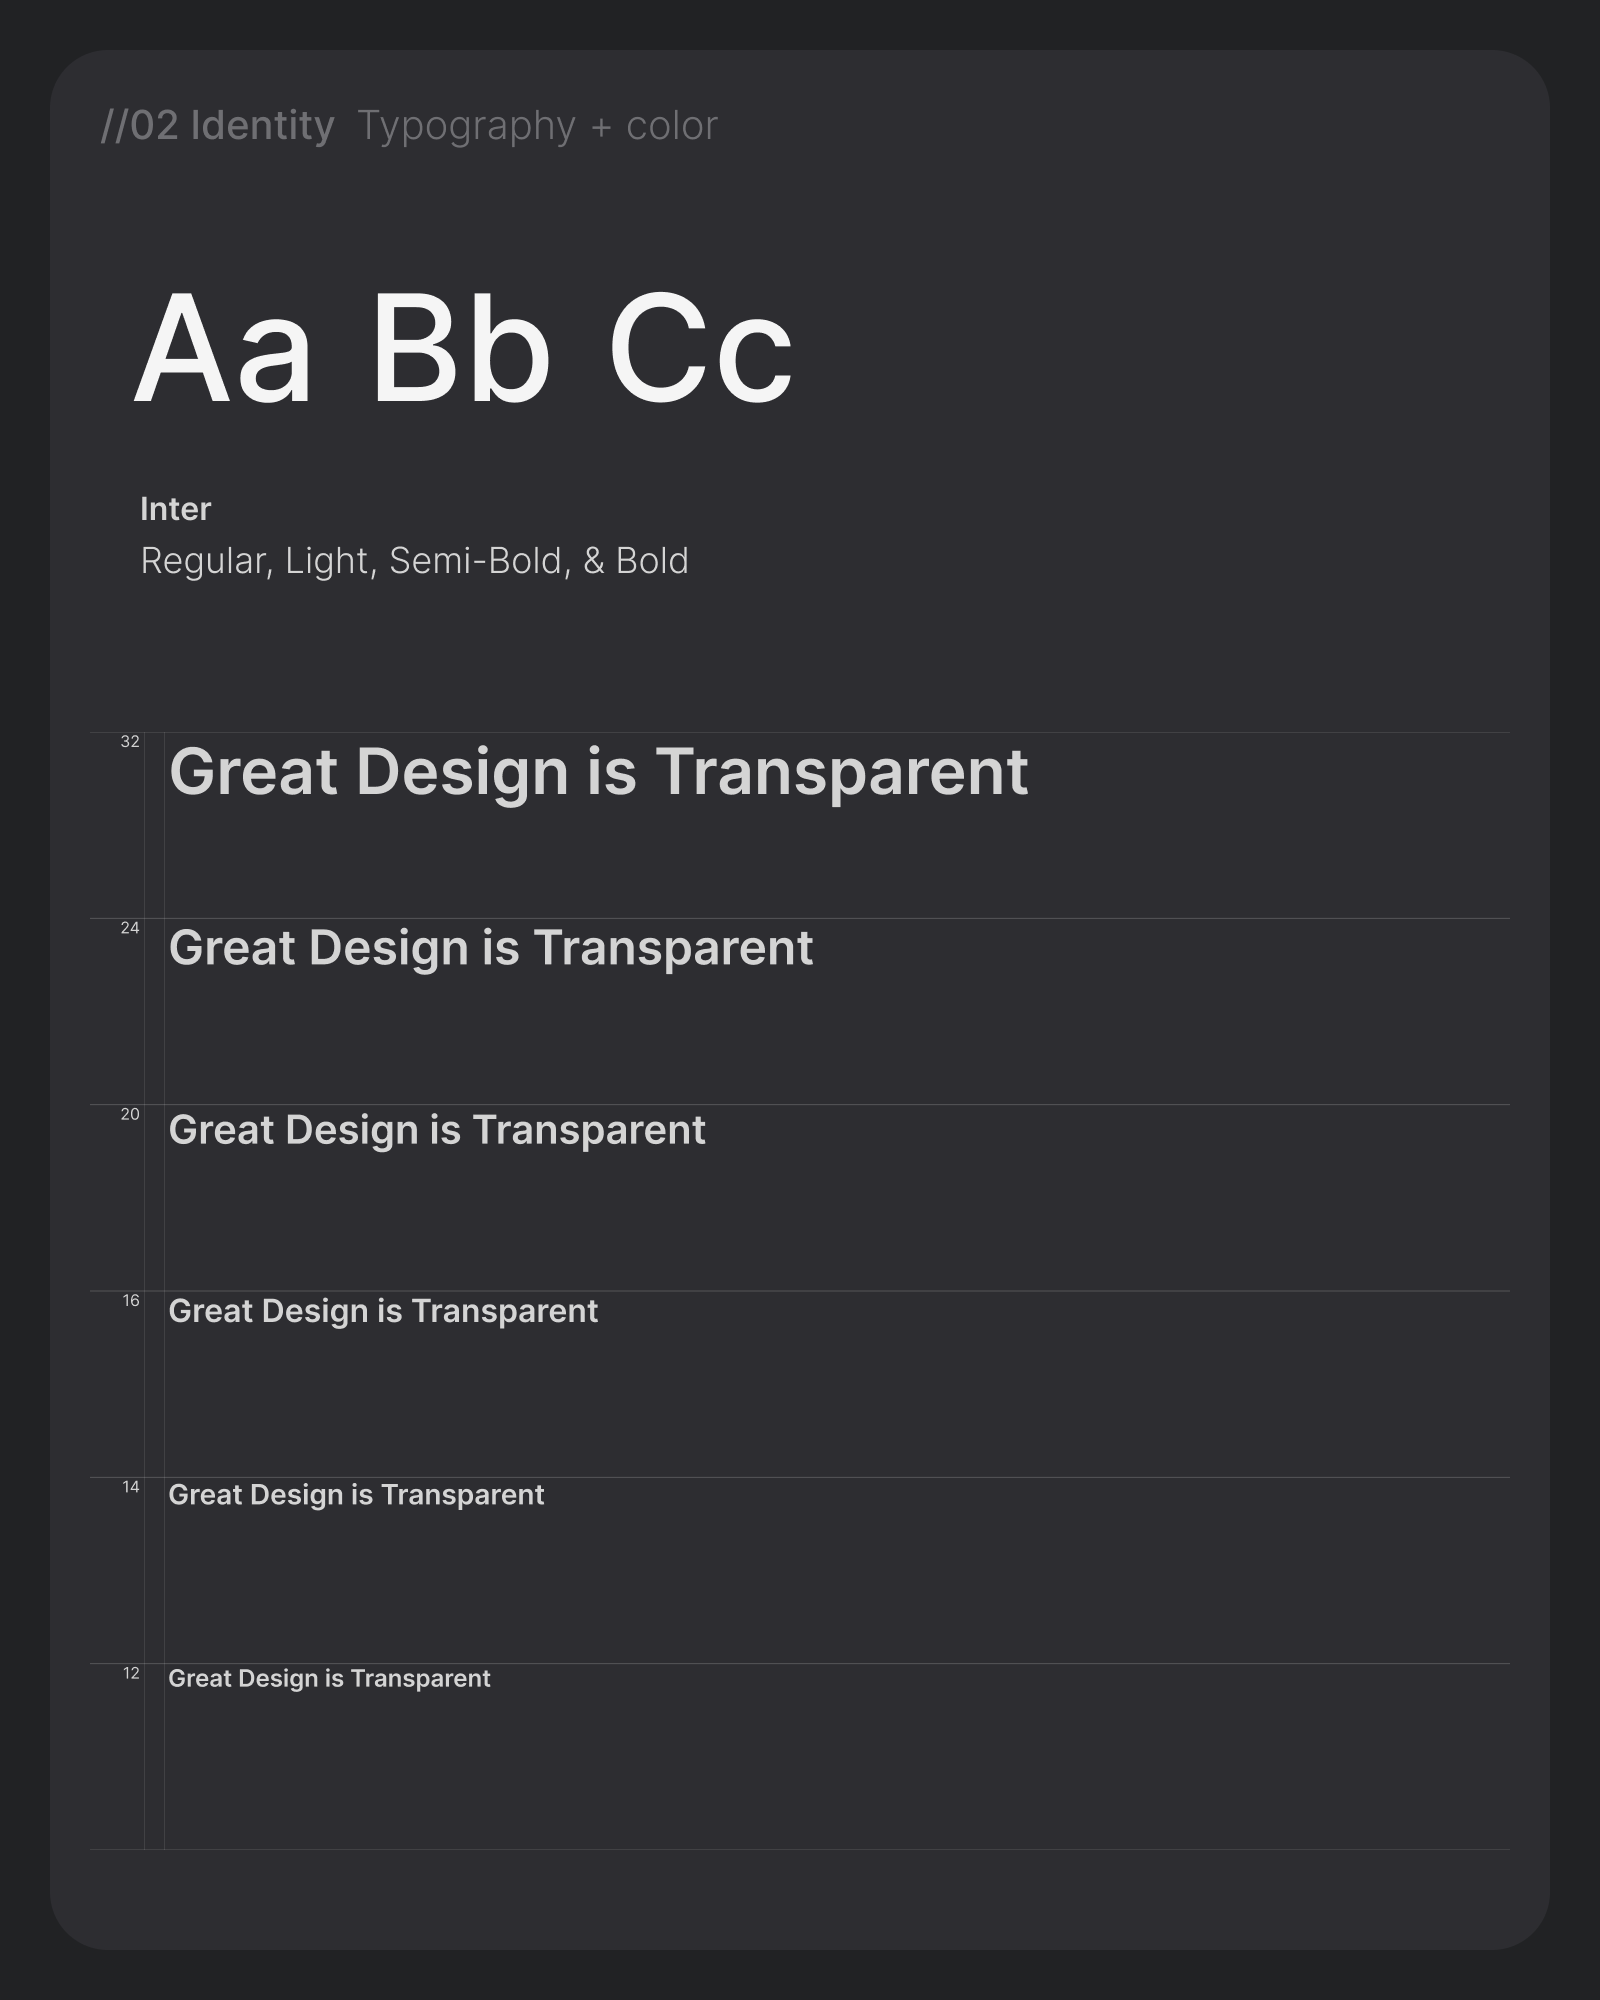 //02 Identity Typography + color
Aa Bb Cc
Inter
Regular, Light, Semi-Bold, & Bold
32 Great Design is Transparent
24 Great Design is Transparent
20 Great Design is Transparent
16 Great Design is Transparent
14 Great Design is Transparent
12 Great Design is Transparent